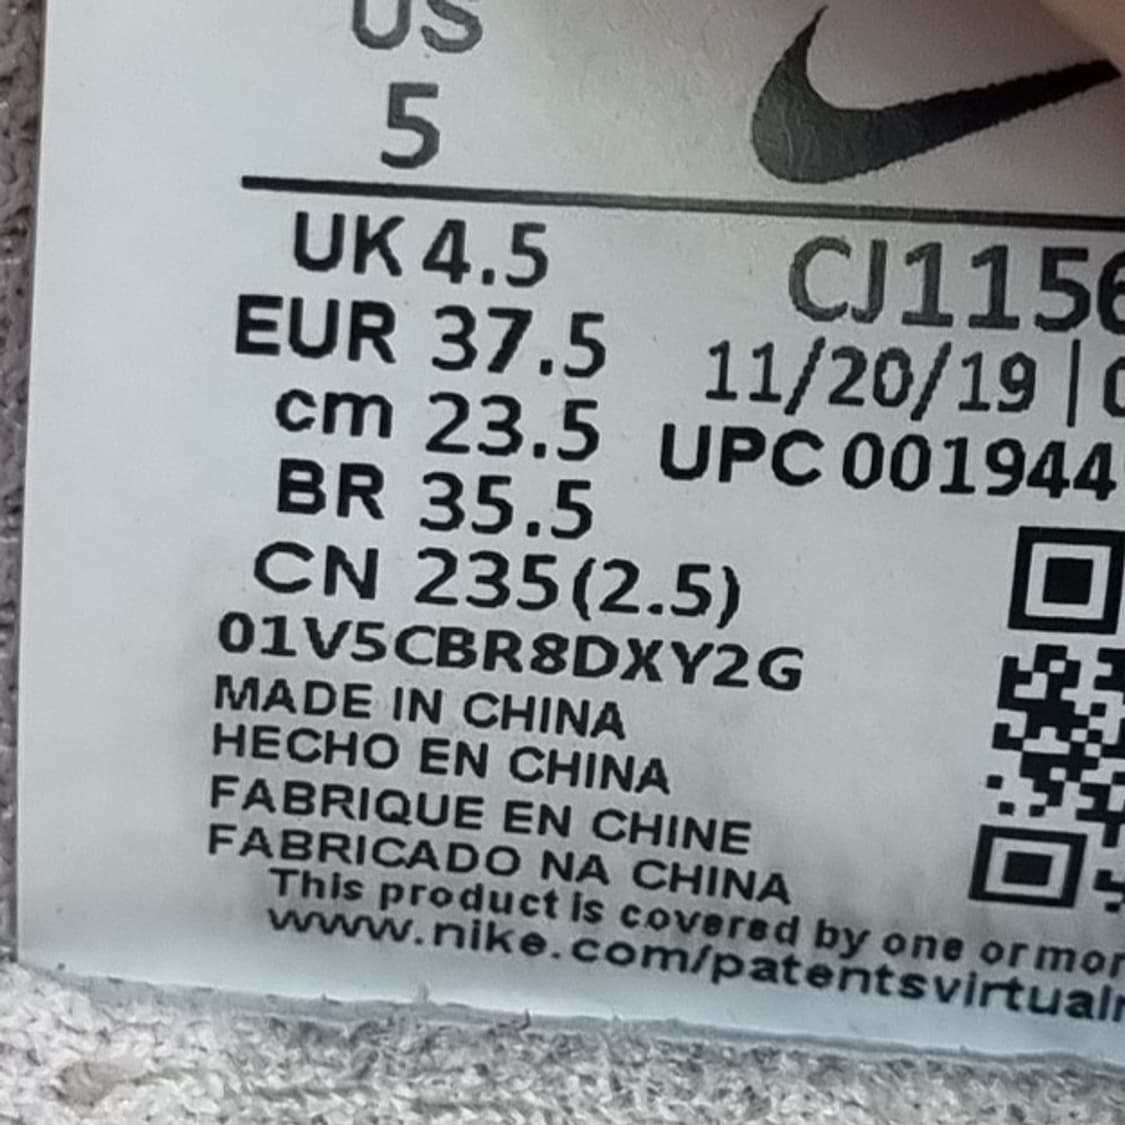 US
5
UK 4.5
EUR 37.5
cm 23.5
BR 35.5
CN 235(2.5)
CJ1156
11/20/19 |
UPC 001944
01V5CBR8DXY2G
MADE IN CHINA
HECHO EN CHINA
FABRIQUE EN CHINE
FABRICADO NA CHINA
This product is covered by one or mor
www.nike.com/patentsvirtual